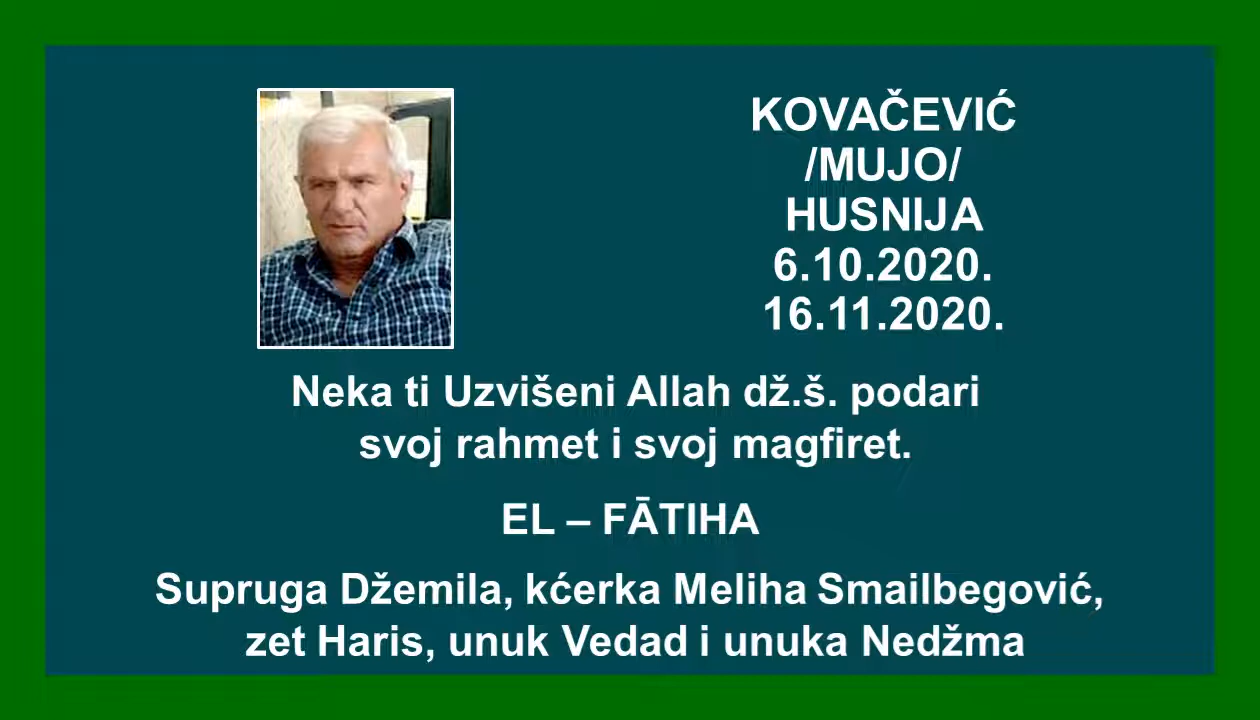 KOVAČEVIĆ
/MUJO/
HUSNIJA
6.10.2020.
16.11.2020.
Neka ti Uzvišeni Allah dž.š. podari
svoj rahmet i svoj magfiret.
EL – FĀTIHA
Supruga Džemila, kćerka Meliha Smailbegović,
zet Haris, unuk Vedad i unuka Nedžma